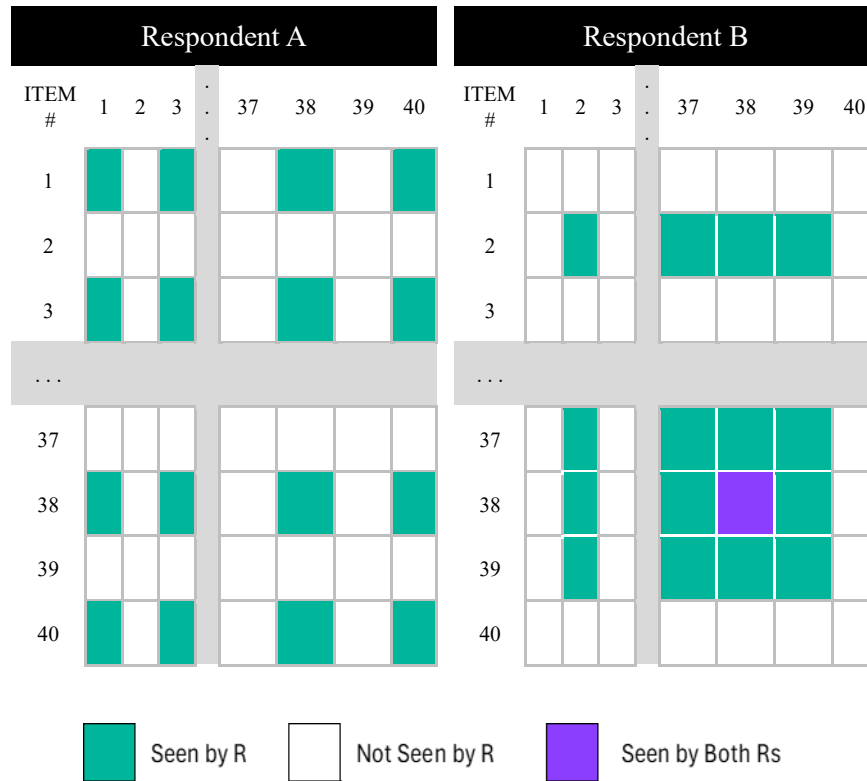 Respondent A
Respondent B
ITEM # 1 2 3 . . . 37 38 39 40
ITEM # 1 2 3 . . . 37 38 39 40
1
2
3
. . .
37
38
39
40
1
2
3
...
37
38
39
40
Seen by R
Not Seen by R
Seen by Both Rs